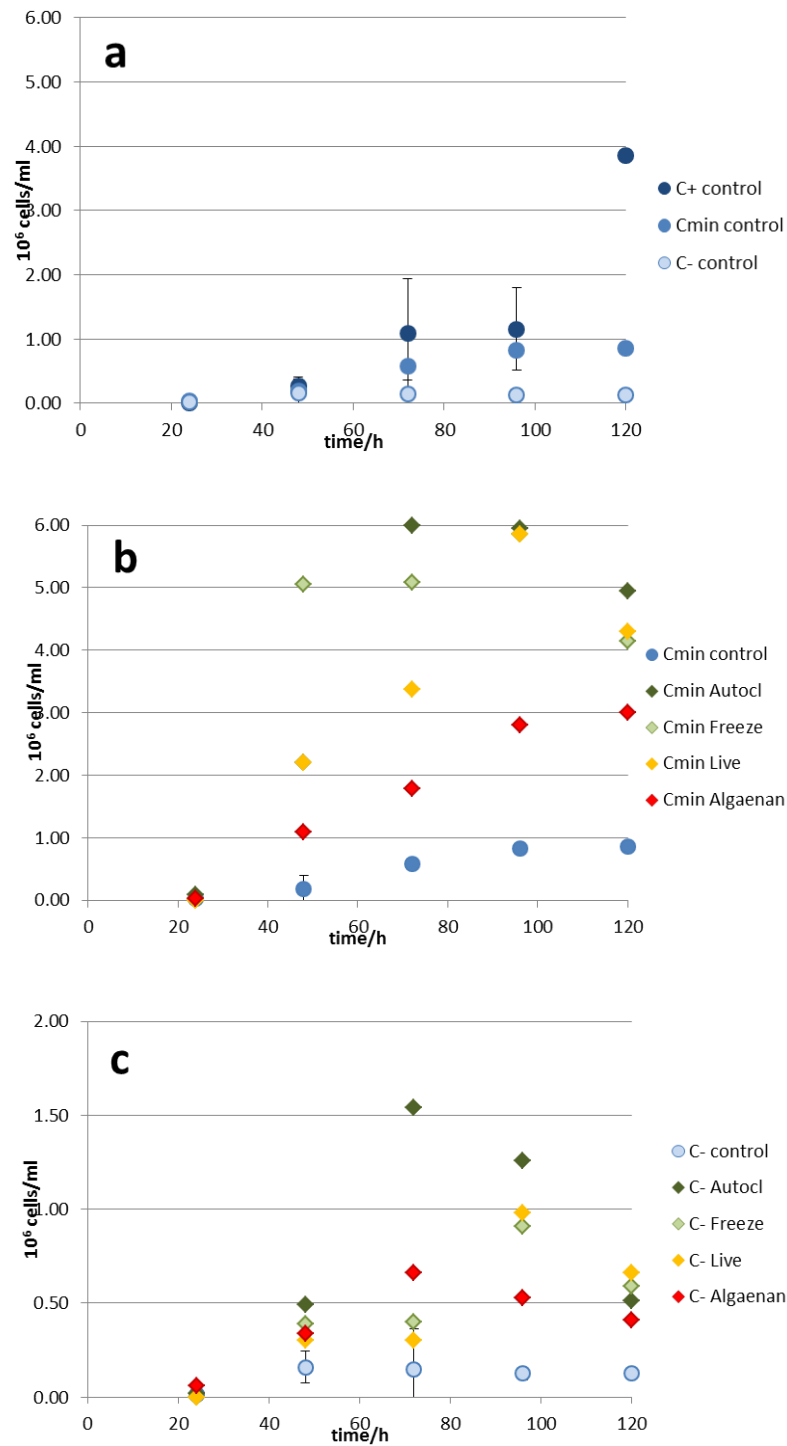 a
6.00
5.00
4.00
3.00
2.00
1.00
0.00
10⁶ cells/ml
0 20 40 60 80 100 120
time/h
C+ control
Cmin control
C- control
b
6.00
5.00
4.00
3.00
2.00
1.00
0.00
10⁶ cells/ml
0 20 40 60 80 100 120
time/h
Cmin control
Cmin Autocl
Cmin Freeze
Cmin Live
Cmin Algaenan
c
2.00
1.50
1.00
0.50
0.00
10⁶ cells/ml
0 20 40 60 80 100 120
time/h
C- control
C- Autocl
C- Freeze
C- Live
C- Algaenan